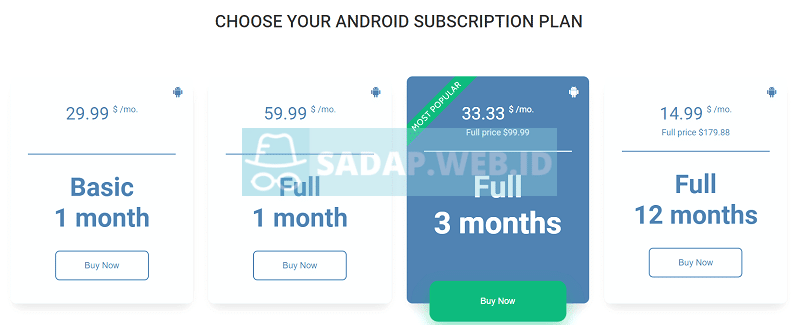 CHOOSE YOUR ANDROID SUBSCRIPTION PLAN
29.99 $ /mo.
Basic
1 month
Buy Now
59.99 $ /mo.
Full
1 month
Buy Now
MOST POPULAR
33.33 $ /mo.
Full price $99.99
Full
3 months
Buy Now
14.99 $ /mo.
Full price $179.88
Full
12 months
Buy Now
SADAP.WEB.ID